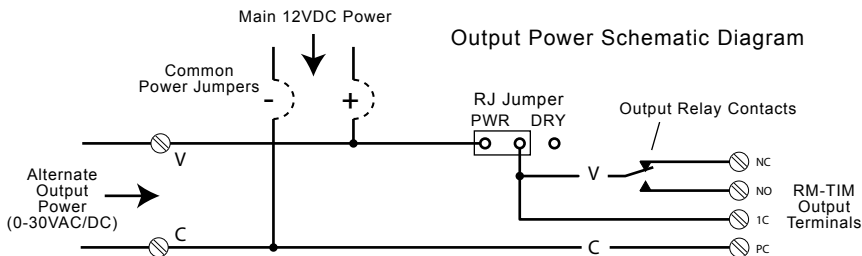 Main 12VDC Power
Output Power Schematic Diagram
Common
Power Jumpers
-
+
RJ Jumper
PWR DRY
Output Relay Contacts
V
V
NC
NO
1C
PC
RM-TIM
Output
Terminals
Alternate
Output
Power
(0-30VAC/DC)
C
C